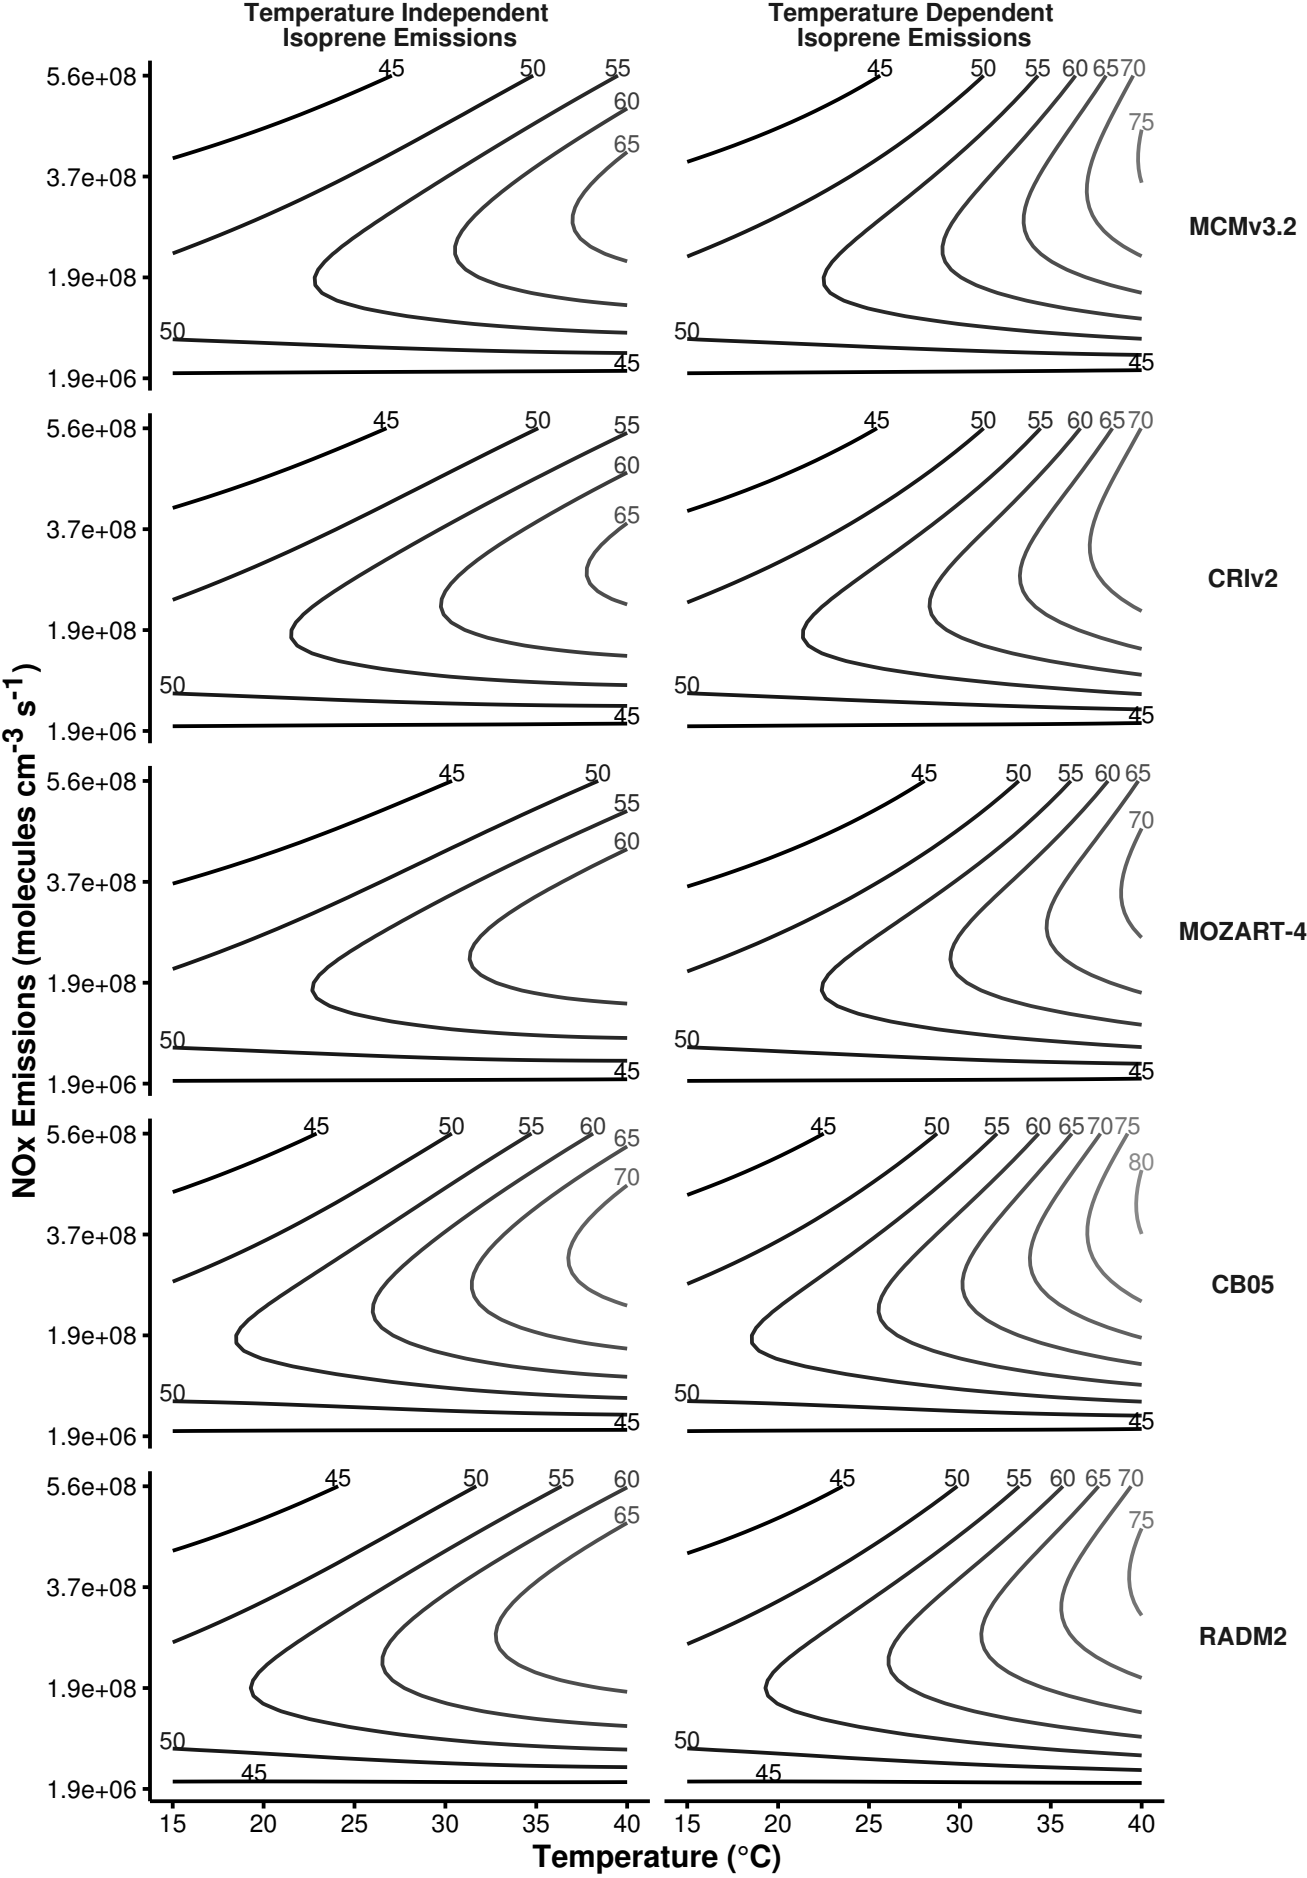 Temperature Independent
Isoprene Emissions
Temperature Dependent
Isoprene Emissions
NOx Emissions (molecules cm-3 s-1)
5.6e+08
3.7e+08
1.9e+08
1.9e+06
45
50
55
60
65
50
45
45
50
55
60
65
70
75
50
45
MCMv3.2
5.6e+08
3.7e+08
1.9e+08
1.9e+06
45
50
55
60
65
50
45
45
50
55
60
65
70
50
45
CRIv2
5.6e+08
3.7e+08
1.9e+08
1.9e+06
45
50
55
60
50
45
45
50
55
60
65
70
50
45
MOZART-4
5.6e+08
3.7e+08
1.9e+08
1.9e+06
45
50
55
60
65
70
50
45
45
50
55
60
65
70
75
80
50
45
CB05
5.6e+08
3.7e+08
1.9e+08
1.9e+06
45
50
55
60
65
50
45
45
50
55
60
65
70
75
50
45
RADM2
15 20 25 30 35 40
15 20 25 30 35 40
Temperature (°C)